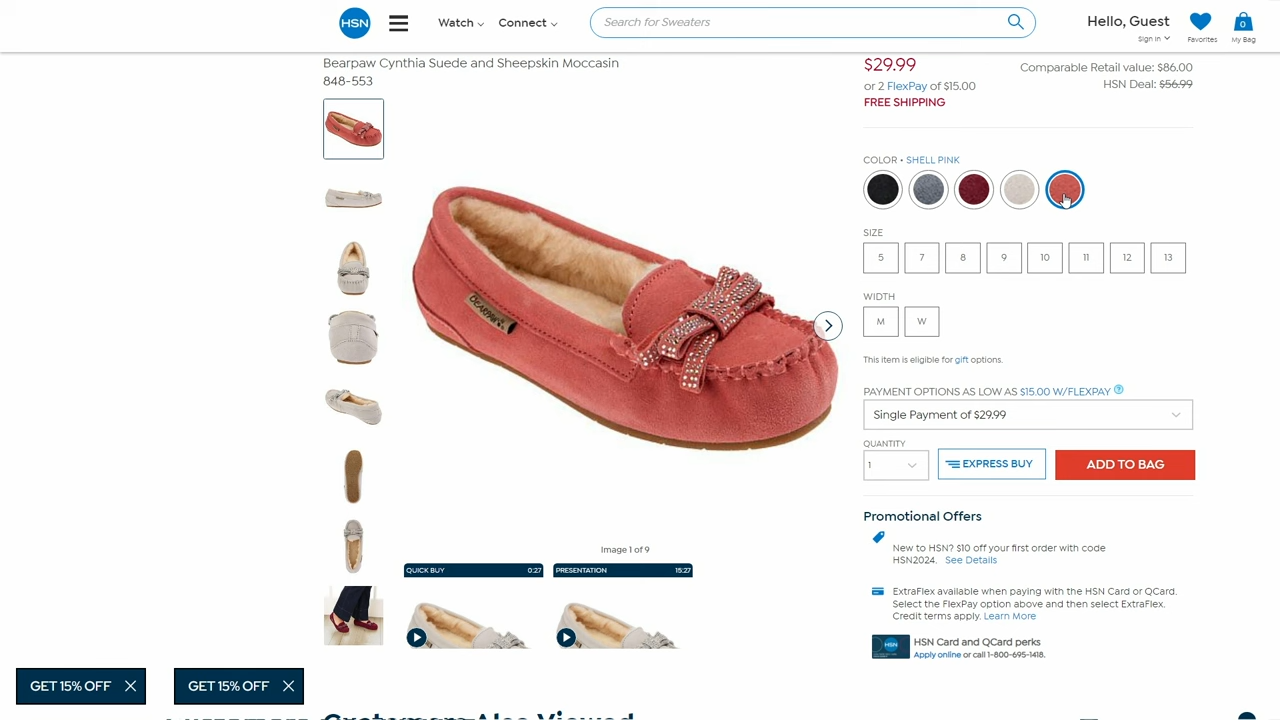 HSN
Watch
Connect
Search for Sweaters
Hello, Guest
Sign In
Favorites
0
My Bag
Bearpaw Cynthia Suede and Sheepskin Moccasin
848-553
BEARPAW
Image 1 of 9
QUICK BUY 0:27
PRESENTATION 15:27
$29.99
Comparable Retail value: $86.00
or 2 FlexPay of $15.00
HSN Deal: $56.99
FREE SHIPPING
COLOR • SHELL PINK
SIZE
5 7 8 9 10 11 12 13
WIDTH
M W
This item is eligible for gift options.
PAYMENT OPTIONS AS LOW AS $15.00 W/FLEXPAY ?
Single Payment of $29.99
QUANTITY
1
EXPRESS BUY
ADD TO BAG
Promotional Offers
New to HSN? $10 off your first order with code
HSN2024. See Details
ExtraFlex available when paying with the HSN Card or QCard.
Select the FlexPay option above and then select ExtraFlex.
Credit terms apply. Learn More
HSN
HSN Card and QCard perks
Apply online or call 1-800-695-1418.
GET 15% OFF
GET 15% OFF
Also Viewed